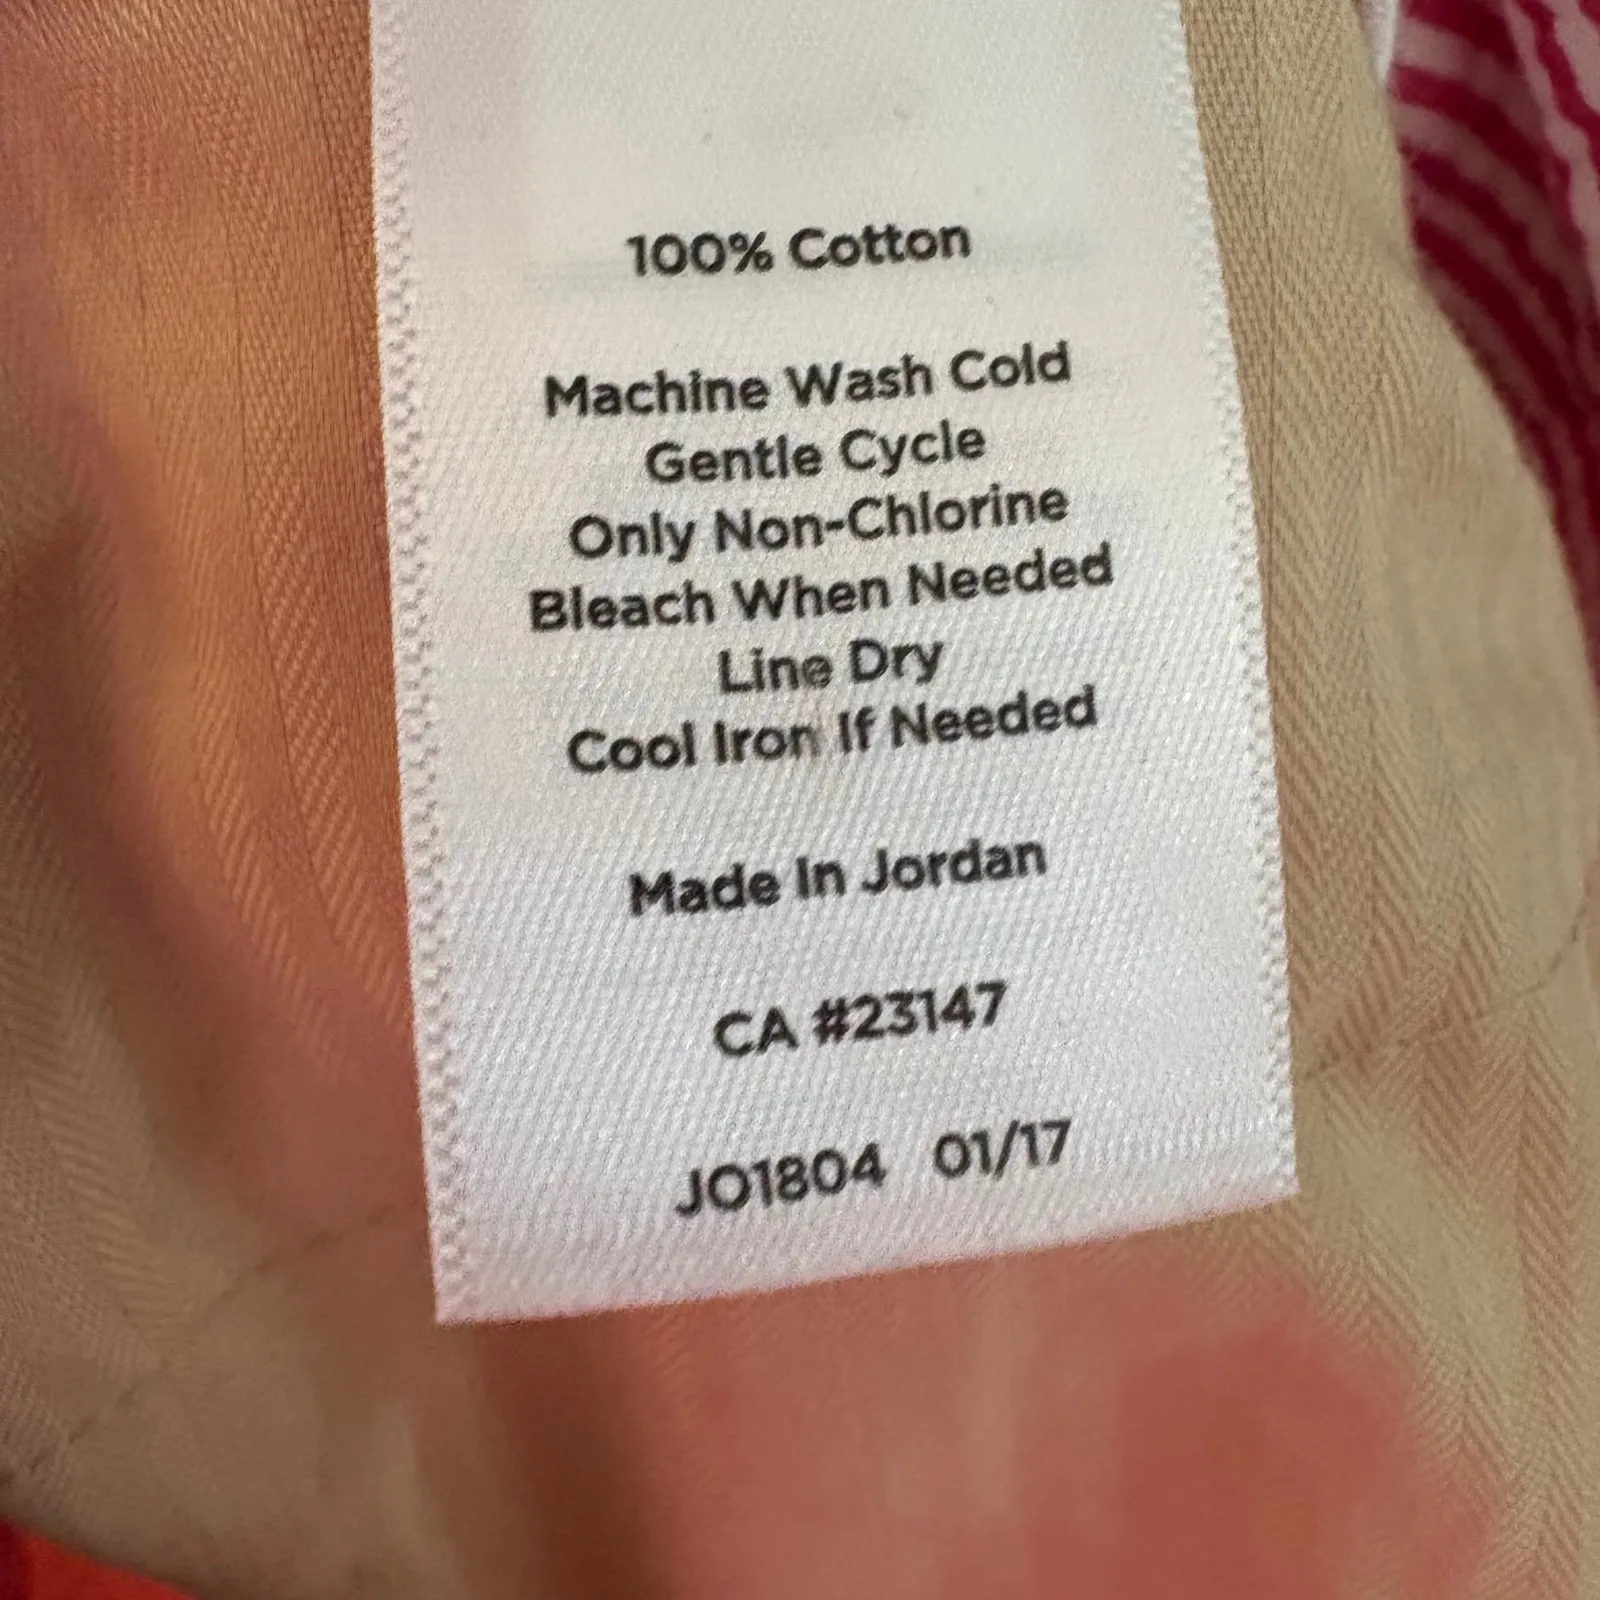 100% Cotton
Machine Wash Cold
Gentle Cycle
Only Non-Chlorine
Bleach When Needed
Line Dry
Cool Iron If Needed
Made In Jordan
CA #23147
JO1804 01/17